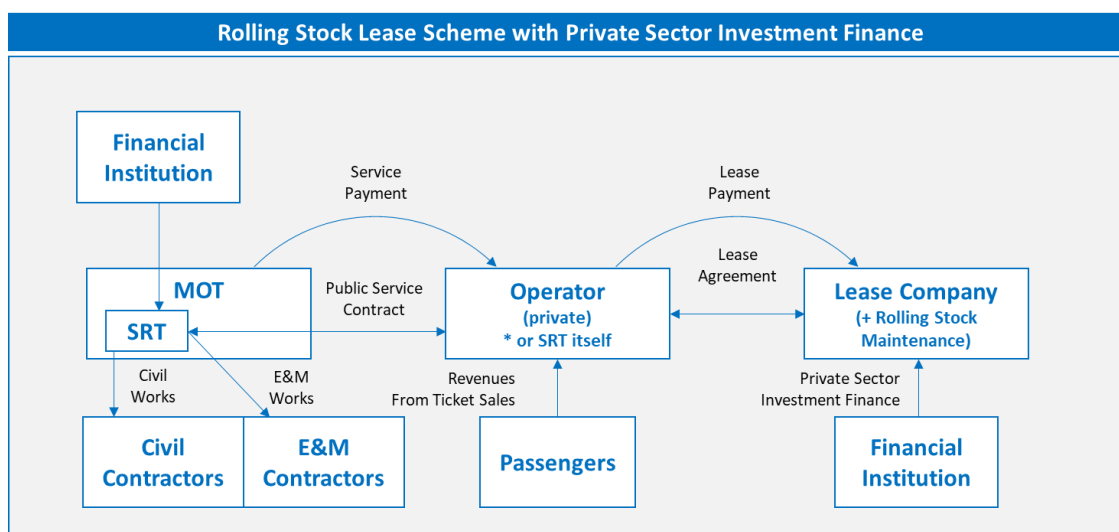 Rolling Stock Lease Scheme with Private Sector Investment Finance
Financial
Institution
Service
Payment
Lease
Payment
MOT
SRT
Public Service
Contract
Operator
(private)
* or SRT itself
Lease
Agreement
Lease Company
(+ Rolling Stock
Maintenance)
Civil
Works
E&M
Works
Revenues
From Ticket Sales
Private Sector
Investment Finance
Civil
Contractors
E&M
Contractors
Passengers
Financial
Institution